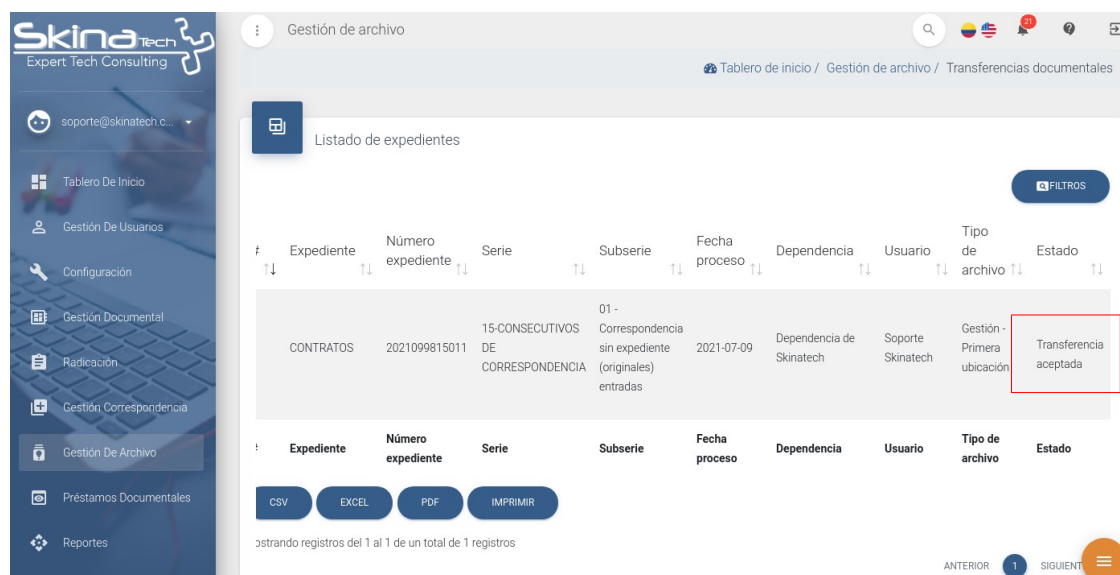 Skina Tech
Expert Tech Consulting
soporte@skinatech.c...
Tablero De Inicio
Gestión De Usuarios
Configuración
Gestión Documental
Radicación
Gestión Correspondencia
Gestión De Archivo
Préstamos Documentales
Reportes
Gestión de archivo
21
Tablero de inicio / Gestión de archivo / Transferencias documentales
Listado de expedientes
FILTROS
# Expediente Número expediente Serie Subserie Fecha proceso Dependencia Usuario Tipo de archivo Estado
CONTRATOS 2021099815011 15-CONSECUTIVOS DE CORRESPONDENCIA 01 - Correspondencia sin expediente (originales) entradas 2021-07-09 Dependencia de Skinatech Soporte Skinatech Gestión - Primera ubicación Transferencia aceptada
# Expediente Número expediente Serie Subserie Fecha proceso Dependencia Usuario Tipo de archivo Estado
CSV EXCEL PDF IMPRIMIR
ostrando registros del 1 al 1 de un total de 1 registros
ANTERIOR 1 SIGUIENT